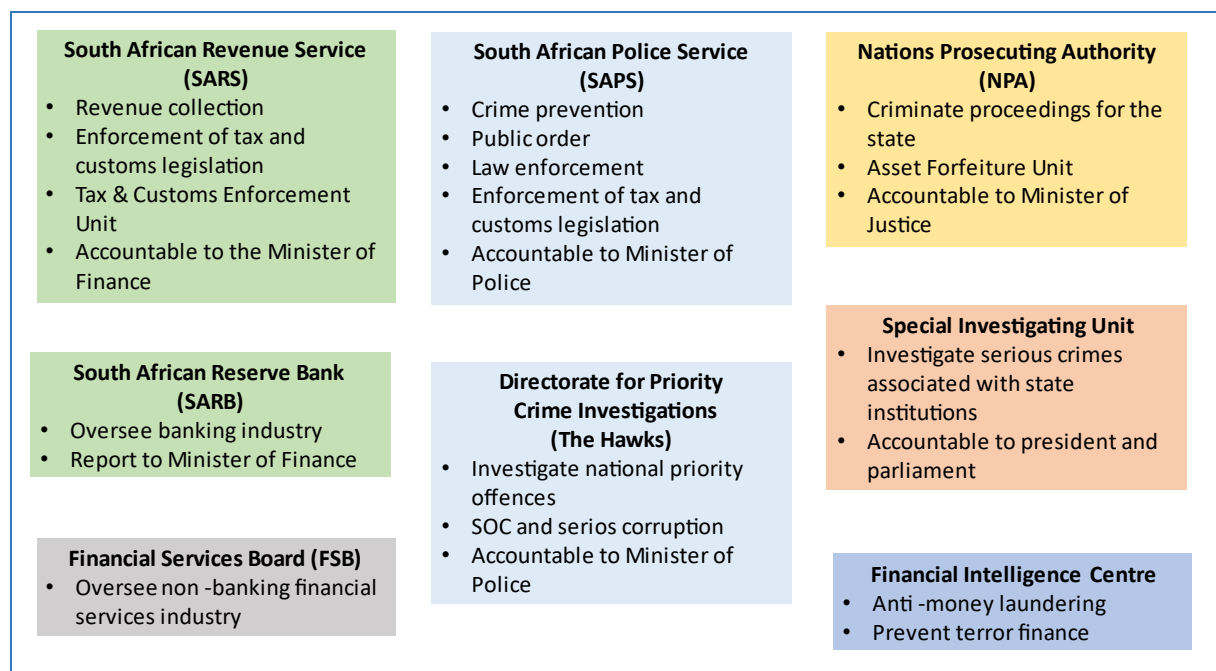 South African Revenue Service
(SARS)
• Revenue collection
• Enforcement of tax and
customs legislation
• Tax & Customs Enforcement
Unit
• Accountable to the Minister of
Finance
South African Police Service
(SAPS)
• Crime prevention
• Public order
• Law enforcement
• Enforcement of tax and
customs legislation
• Accountable to Minister of
Police
Nations Prosecuting Authority
(NPA)
• Criminate proceedings for the
state
• Asset Forfeiture Unit
• Accountable to Minister of
Justice
South African Reserve Bank
(SARB)
• Oversee banking industry
• Report to Minister of Finance
Directorate for Priority
Crime Investigations
(The Hawks)
• Investigate national priority
offences
• SOC and serios corruption
• Accountable to Minister of
Police
Special Investigating Unit
• Investigate serious crimes
associated with state
institutions
• Accountable to president and
parliament
Financial Services Board (FSB)
• Oversee non -banking financial
services industry
Financial Intelligence Centre
• Anti -money laundering
• Prevent terror finance